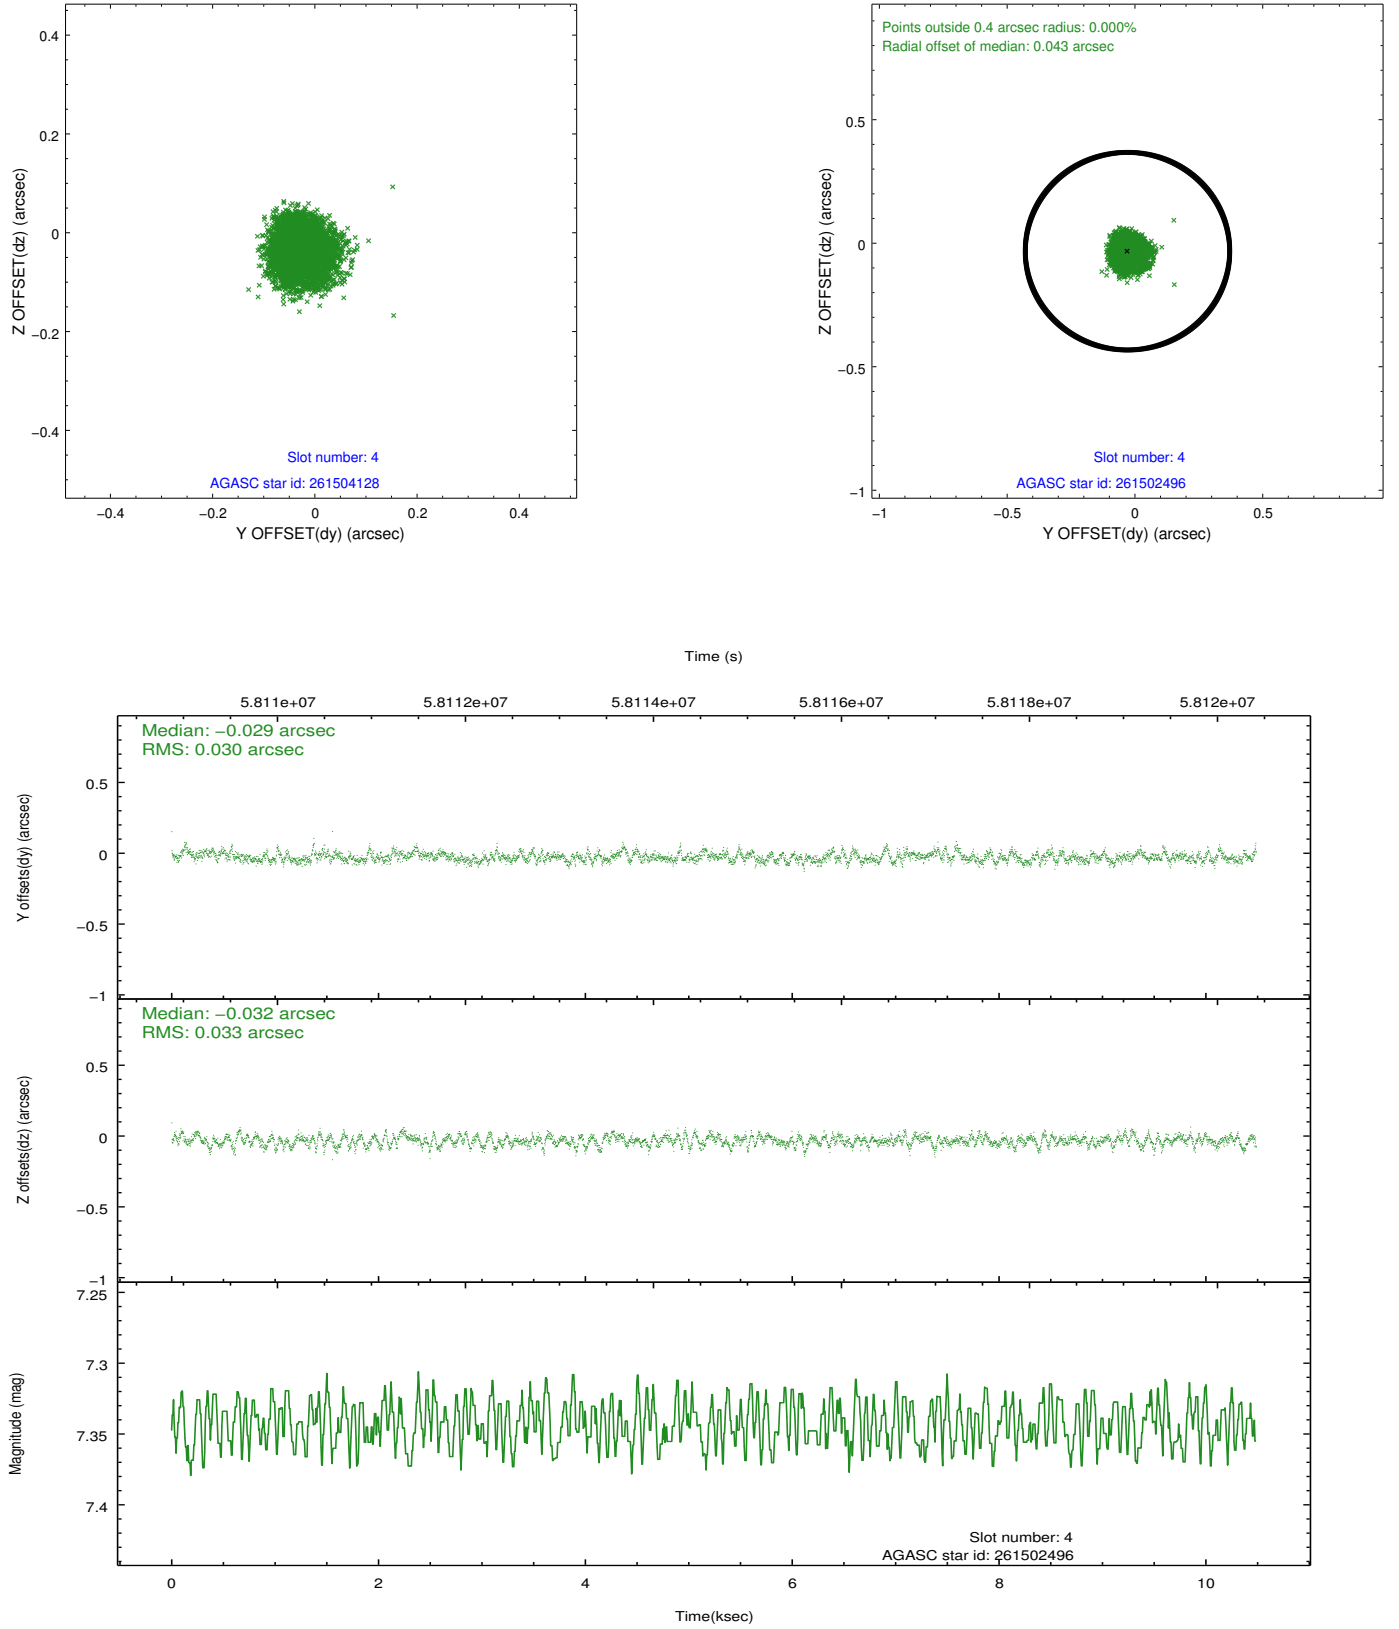 0.4
0.2
0
−0.2
−0.4
Z OFFSET(dz) (arcsec)
Slot number: 4
AGASC star id: 261504128
−0.4
−0.2
0
0.2
0.4
Y OFFSET(dy) (arcsec)
Points outside 0.4 arcsec radius: 0.000%
Radial offset of median: 0.043 arcsec
0.5
0
−0.5
−1
Z OFFSET(dz) (arcsec)
Slot number: 4
AGASC star id: 261502496
−1
−0.5
0
0.5
Y OFFSET(dy) (arcsec)
Time (s)
5.8111e+07
5.81112e+07
5.81114e+07
5.81116e+07
5.81118e+07
5.812e+07
Median: −0.029 arcsec
RMS: 0.030 arcsec
0.5
0
−0.5
−1
Y offsets(dy) (arcsec)
Median: −0.032 arcsec
RMS: 0.033 arcsec
0.5
0
−0.5
−1
Z offsets(dz) (arcsec)
7.25
7.3
7.35
7.4
Magnitude (mag)
Slot number: 4
AGASC star id: 261502496
0
2
4
6
8
10
Time(ksec)